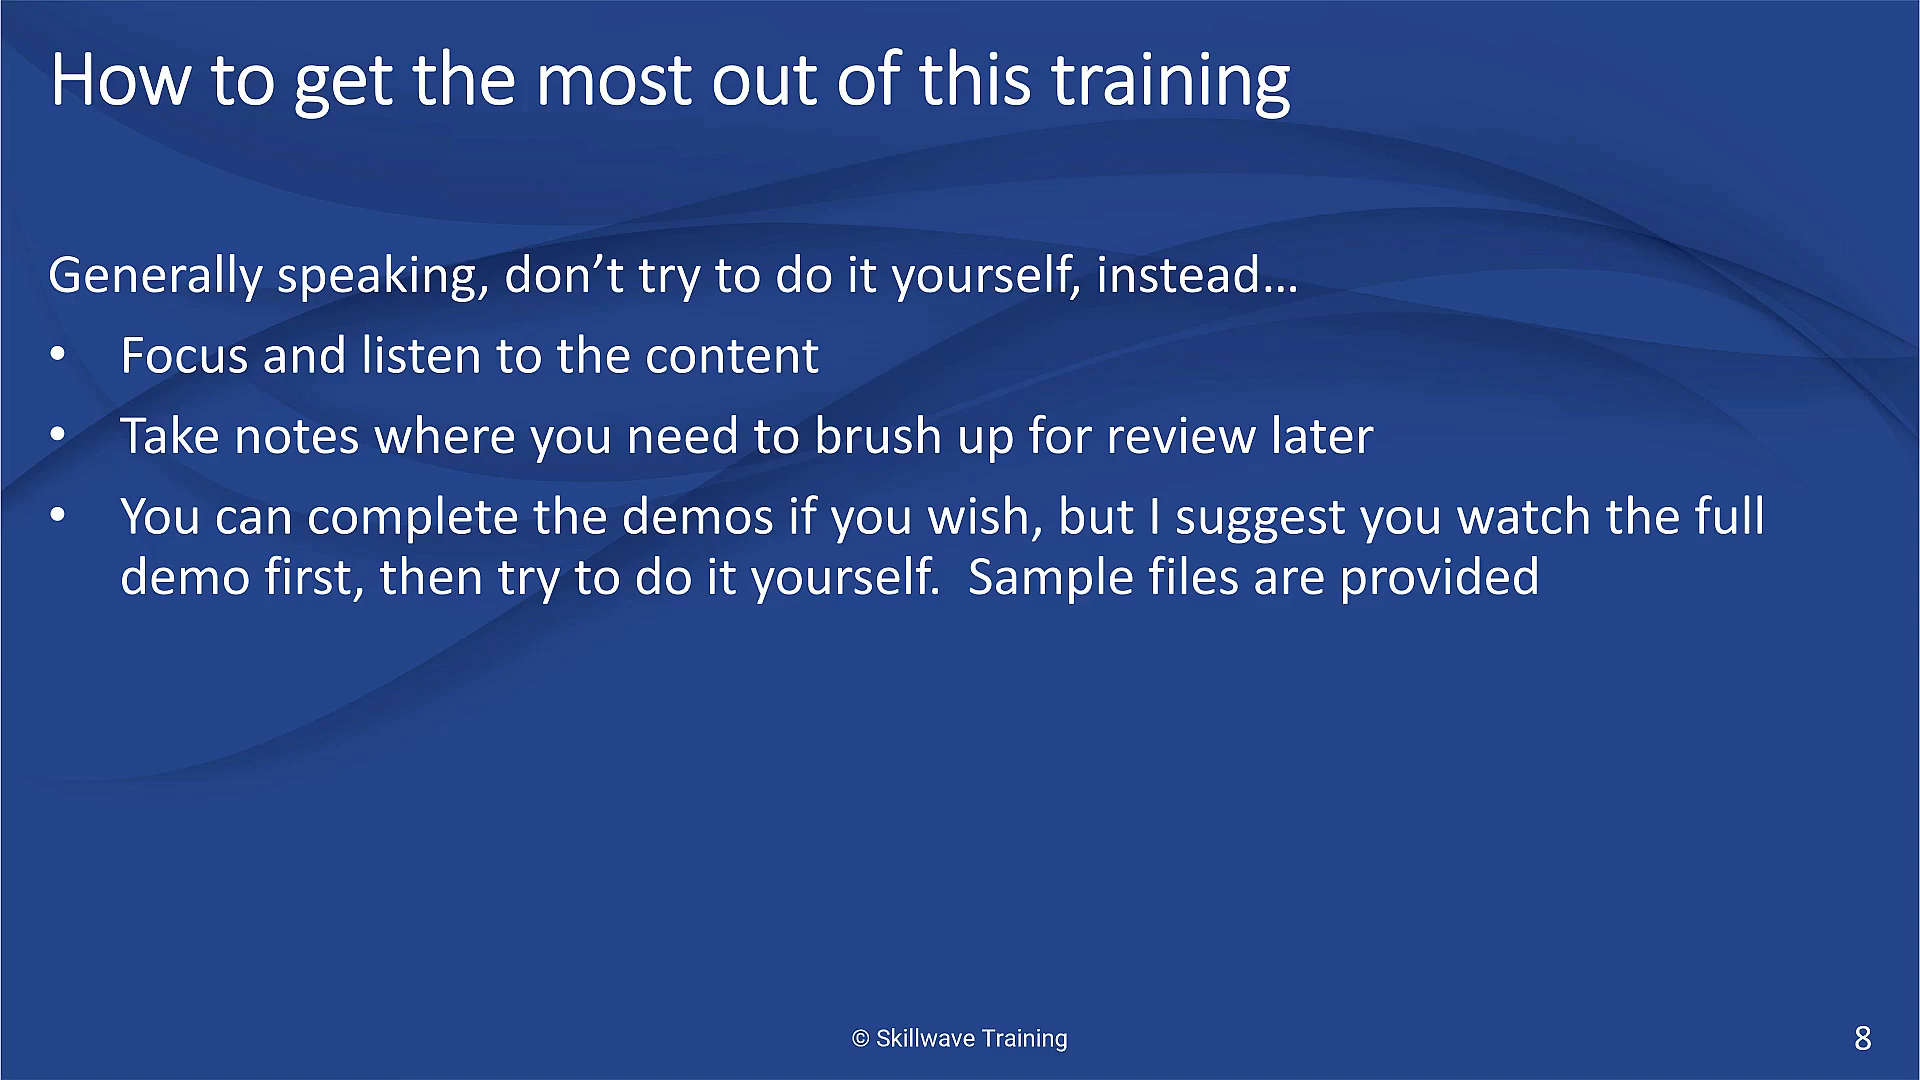 How to get the most out of this training
Generally speaking, don’t try to do it yourself, instead…
• Focus and listen to the content
• Take notes where you need to brush up for review later
• You can complete the demos if you wish, but I suggest you watch the full
demo first, then try to do it yourself.  Sample files are provided
© Skillwave Training
8